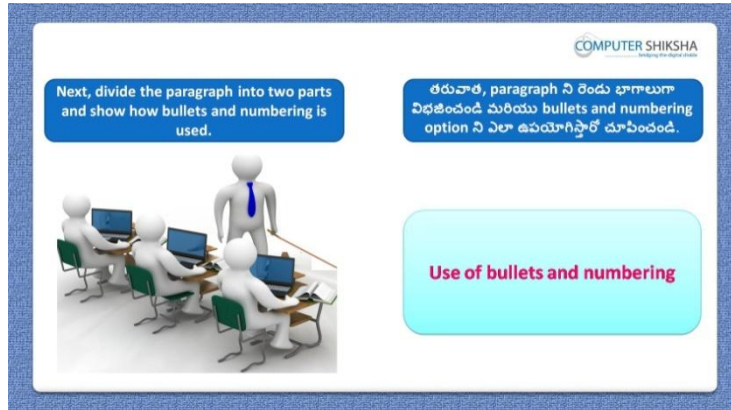 COMPUTER SHIKSHA
bridging the digital divide
Next, divide the paragraph into two parts
and show how bullets and numbering is
used.
తరువాత, paragraph ని రెండు భాగాలుగా
విభజించండి మరియు bullets and numbering
option ని ఎలా ఉపయోగిస్తారో చూపించండి.
Use of bullets and numbering